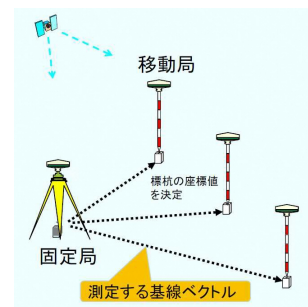 移動局
標杭の座標値
を決定
固定局
測定する基線ベクトル